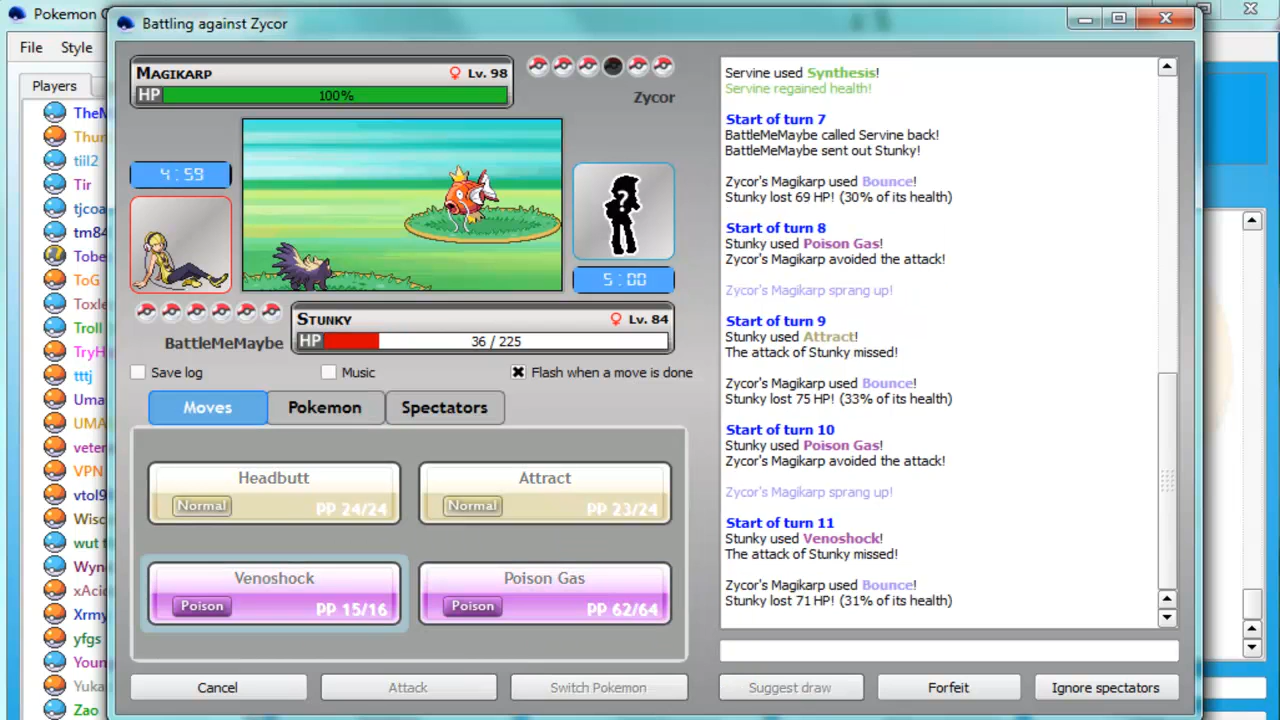 Pokemon O
Battling against Zycor
File Style
Players
TheM
Thun
tiil2
Tir
tjcoa
tm84
Tobe
ToG
Toxle
Troll
TryH
tttj
Uma
UMA
veter
VPN
vtol9
Wisc
wut t
Wyn
xAcid
Xrmy
yfgs
Youn
Yuka
Zao
MAGIKARP ♀ Lv. 98
HP 100%
Zycor
4:59
5:00
STUNKY ♀ Lv. 84
HP 36 / 225
BattleMeMaybe
Save log Music Flash when a move is done
Moves Pokemon Spectators
Headbutt
Normal PP 24/24
Attract
Normal PP 23/24
Venoshock
Poison PP 15/16
Poison Gas
Poison PP 62/64
Cancel Attack Switch Pokemon
Servine used Synthesis!
Servine regained health!
Start of turn 7
BattleMeMaybe called Servine back!
BattleMeMaybe sent out Stunky!
Zycor's Magikarp used Bounce!
Stunky lost 69 HP! (30% of its health)
Start of turn 8
Stunky used Poison Gas!
Zycor's Magikarp avoided the attack!
Zycor's Magikarp sprang up!
Start of turn 9
Stunky used Attract!
The attack of Stunky missed!
Zycor's Magikarp used Bounce!
Stunky lost 75 HP! (33% of its health)
Start of turn 10
Stunky used Poison Gas!
Zycor's Magikarp avoided the attack!
Zycor's Magikarp sprang up!
Start of turn 11
Stunky used Venoshock!
The attack of Stunky missed!
Zycor's Magikarp used Bounce!
Stunky lost 71 HP! (31% of its health)
Suggest draw Forfeit Ignore spectators